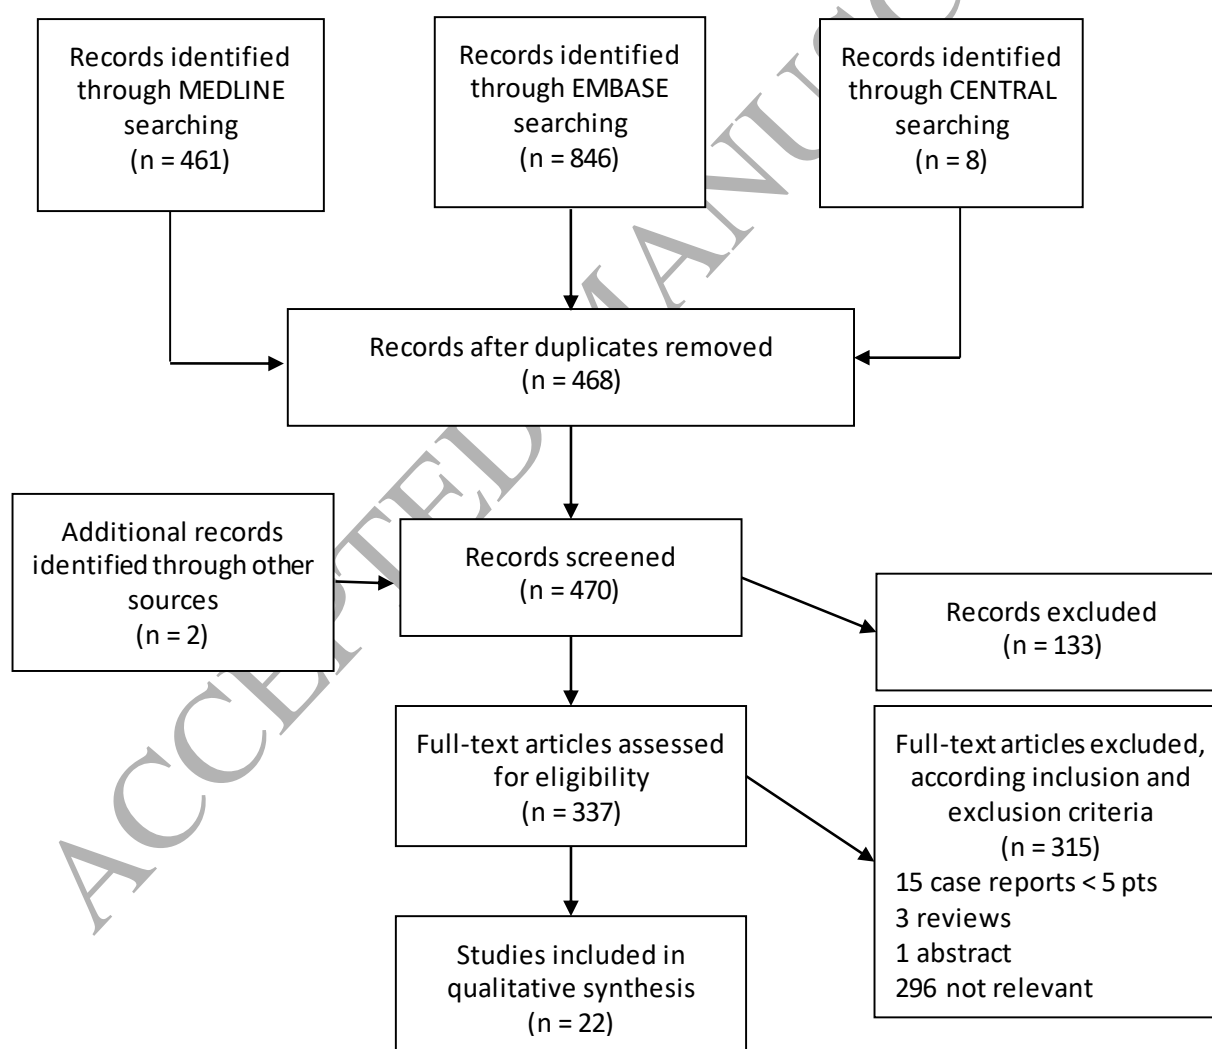 Records identified
through MEDLINE
searching
(n = 461)
Records identified
through EMBASE
searching
(n = 846)
Records identified
through CENTRAL
searching
(n = 8)
Records after duplicates removed
(n = 468)
Additional records
identified through other
sources
(n = 2)
Records screened
(n = 470)
Records excluded
(n = 133)
Full-text articles assessed
for eligibility
(n = 337)
Full-text articles excluded,
according inclusion and
exclusion criteria
(n = 315)
15 case reports < 5 pts
3 reviews
1 abstract
296 not relevant
Studies included in
qualitative synthesis
(n = 22)
ACCEPTED